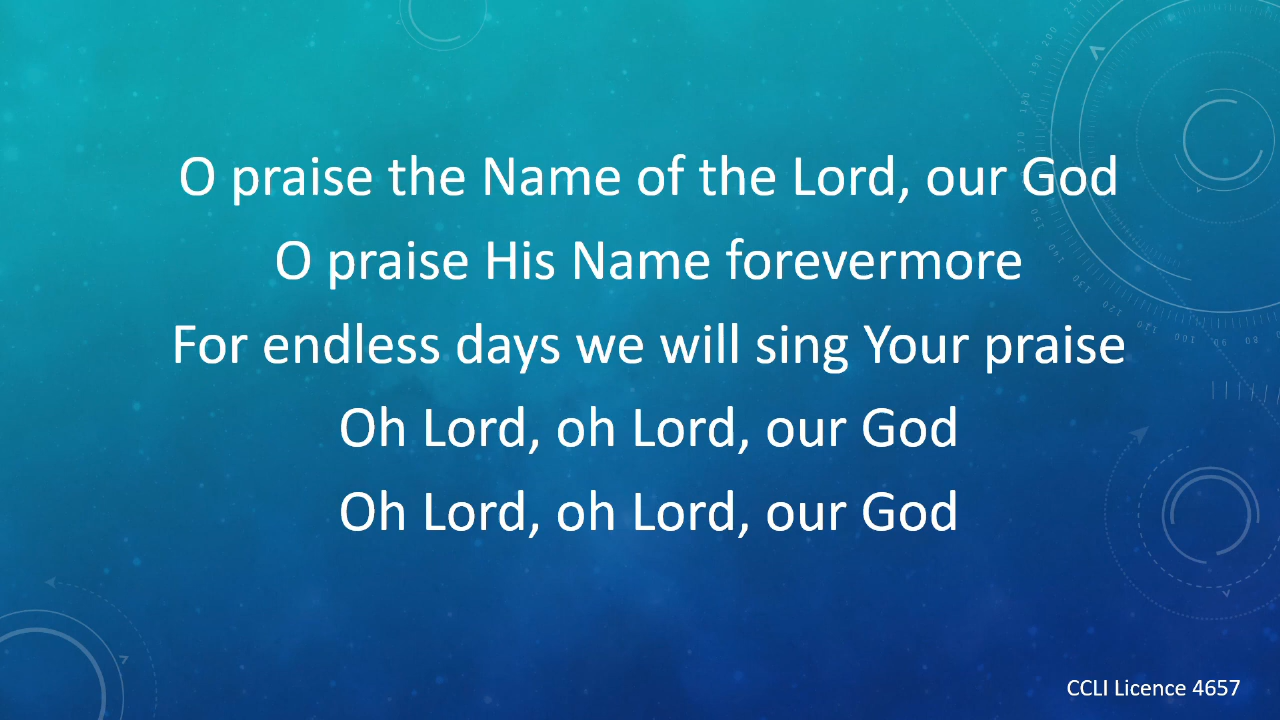 O praise the Name of the Lord, our God
O praise His Name forevermore
For endless days we will sing Your praise
Oh Lord, oh Lord, our God
Oh Lord, oh Lord, our God
CCLI Licence 4657